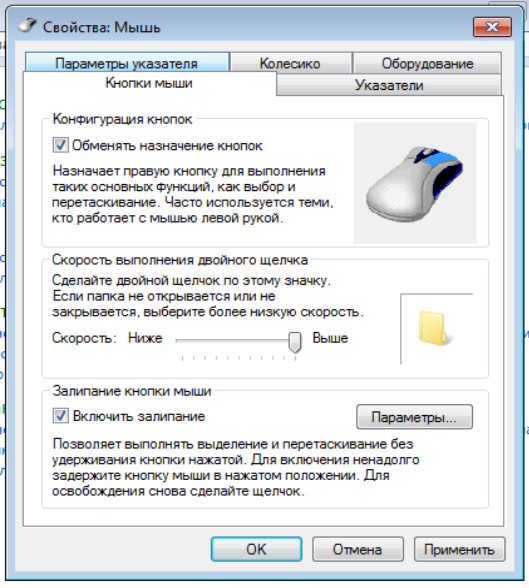 Свойства: Мышь
Параметры указателя
Колесико
Оборудование
Кнопки мыши
Указатели
Конфигурация кнопок
Обменять назначение кнопок
Назначает правую кнопку для выполнения
таких основных функций, как выбор и
перетаскивание. Часто используется теми,
кто работает с мышью левой рукой.
Скорость выполнения двойного щелчка
Сделайте двойной щелчок по этому значку.
Если папка не открывается или не
закрывается, выберите более низкую скорость.
Скорость: Ниже Выше
Залипание кнопки мыши
Включить залипание
Параметры...
Позволяет выполнять выделение и перетаскивание без
удерживания кнопки нажатой. Для включения ненадолго
задержите кнопку мыши в нажатом положении. Для
освобождения снова сделайте щелчок.
OK
Отмена
Применить